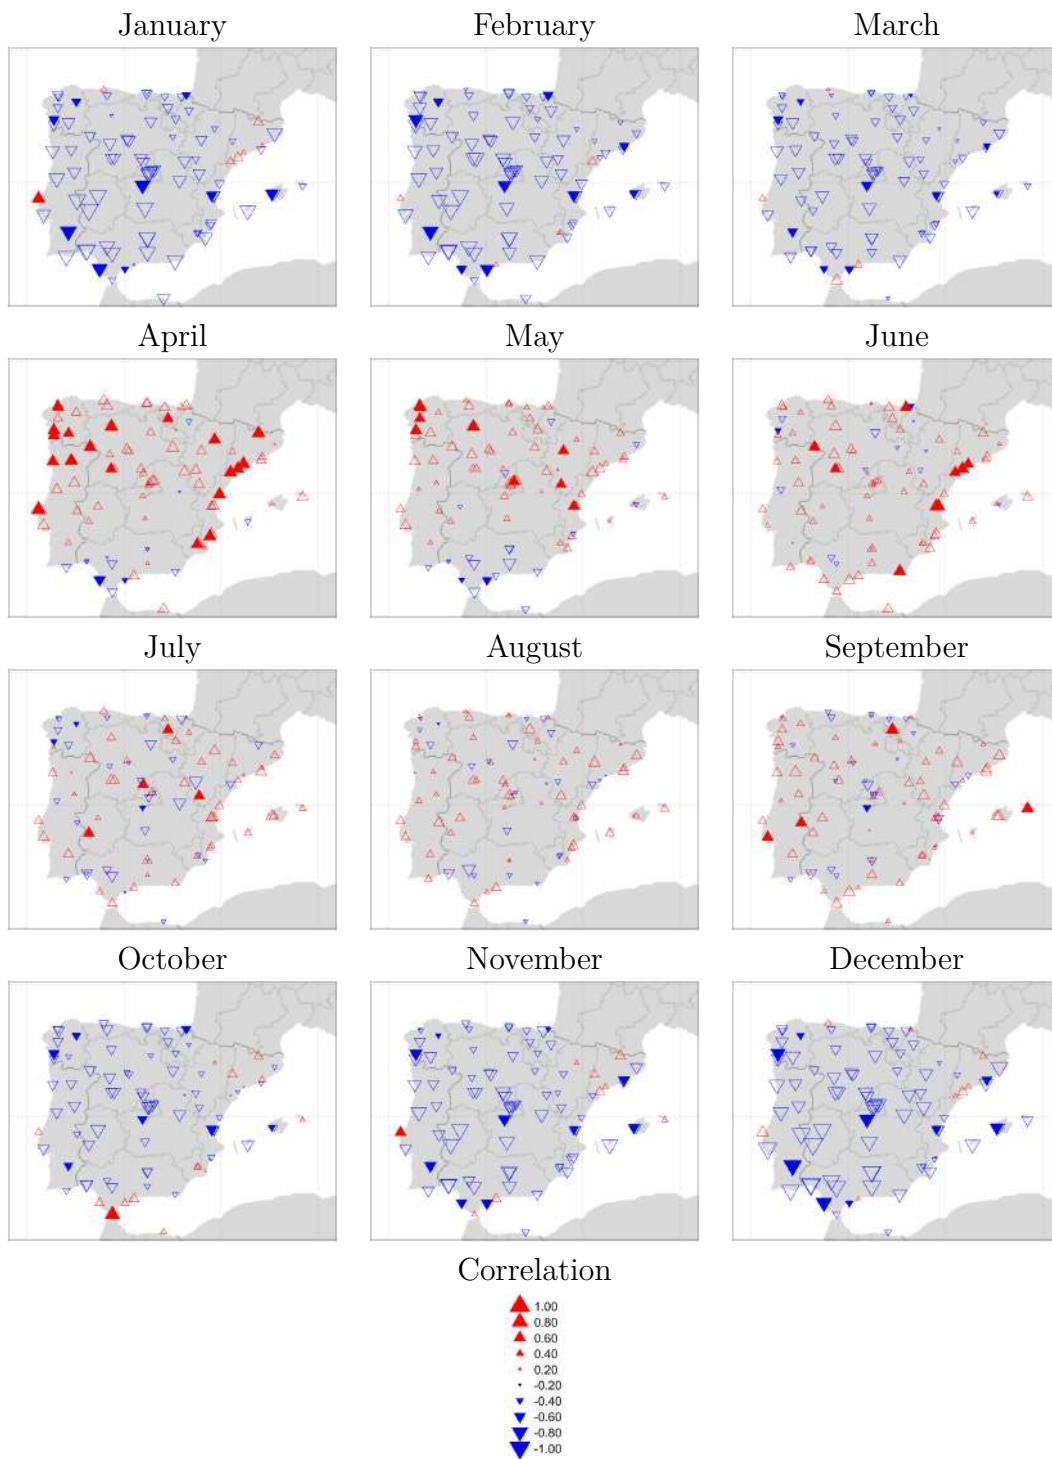 January February March
April May June
July August September
October November December
Correlation
1.00
0.80
0.60
0.40
0.20
-0.20
-0.40
-0.60
-0.80
-1.00